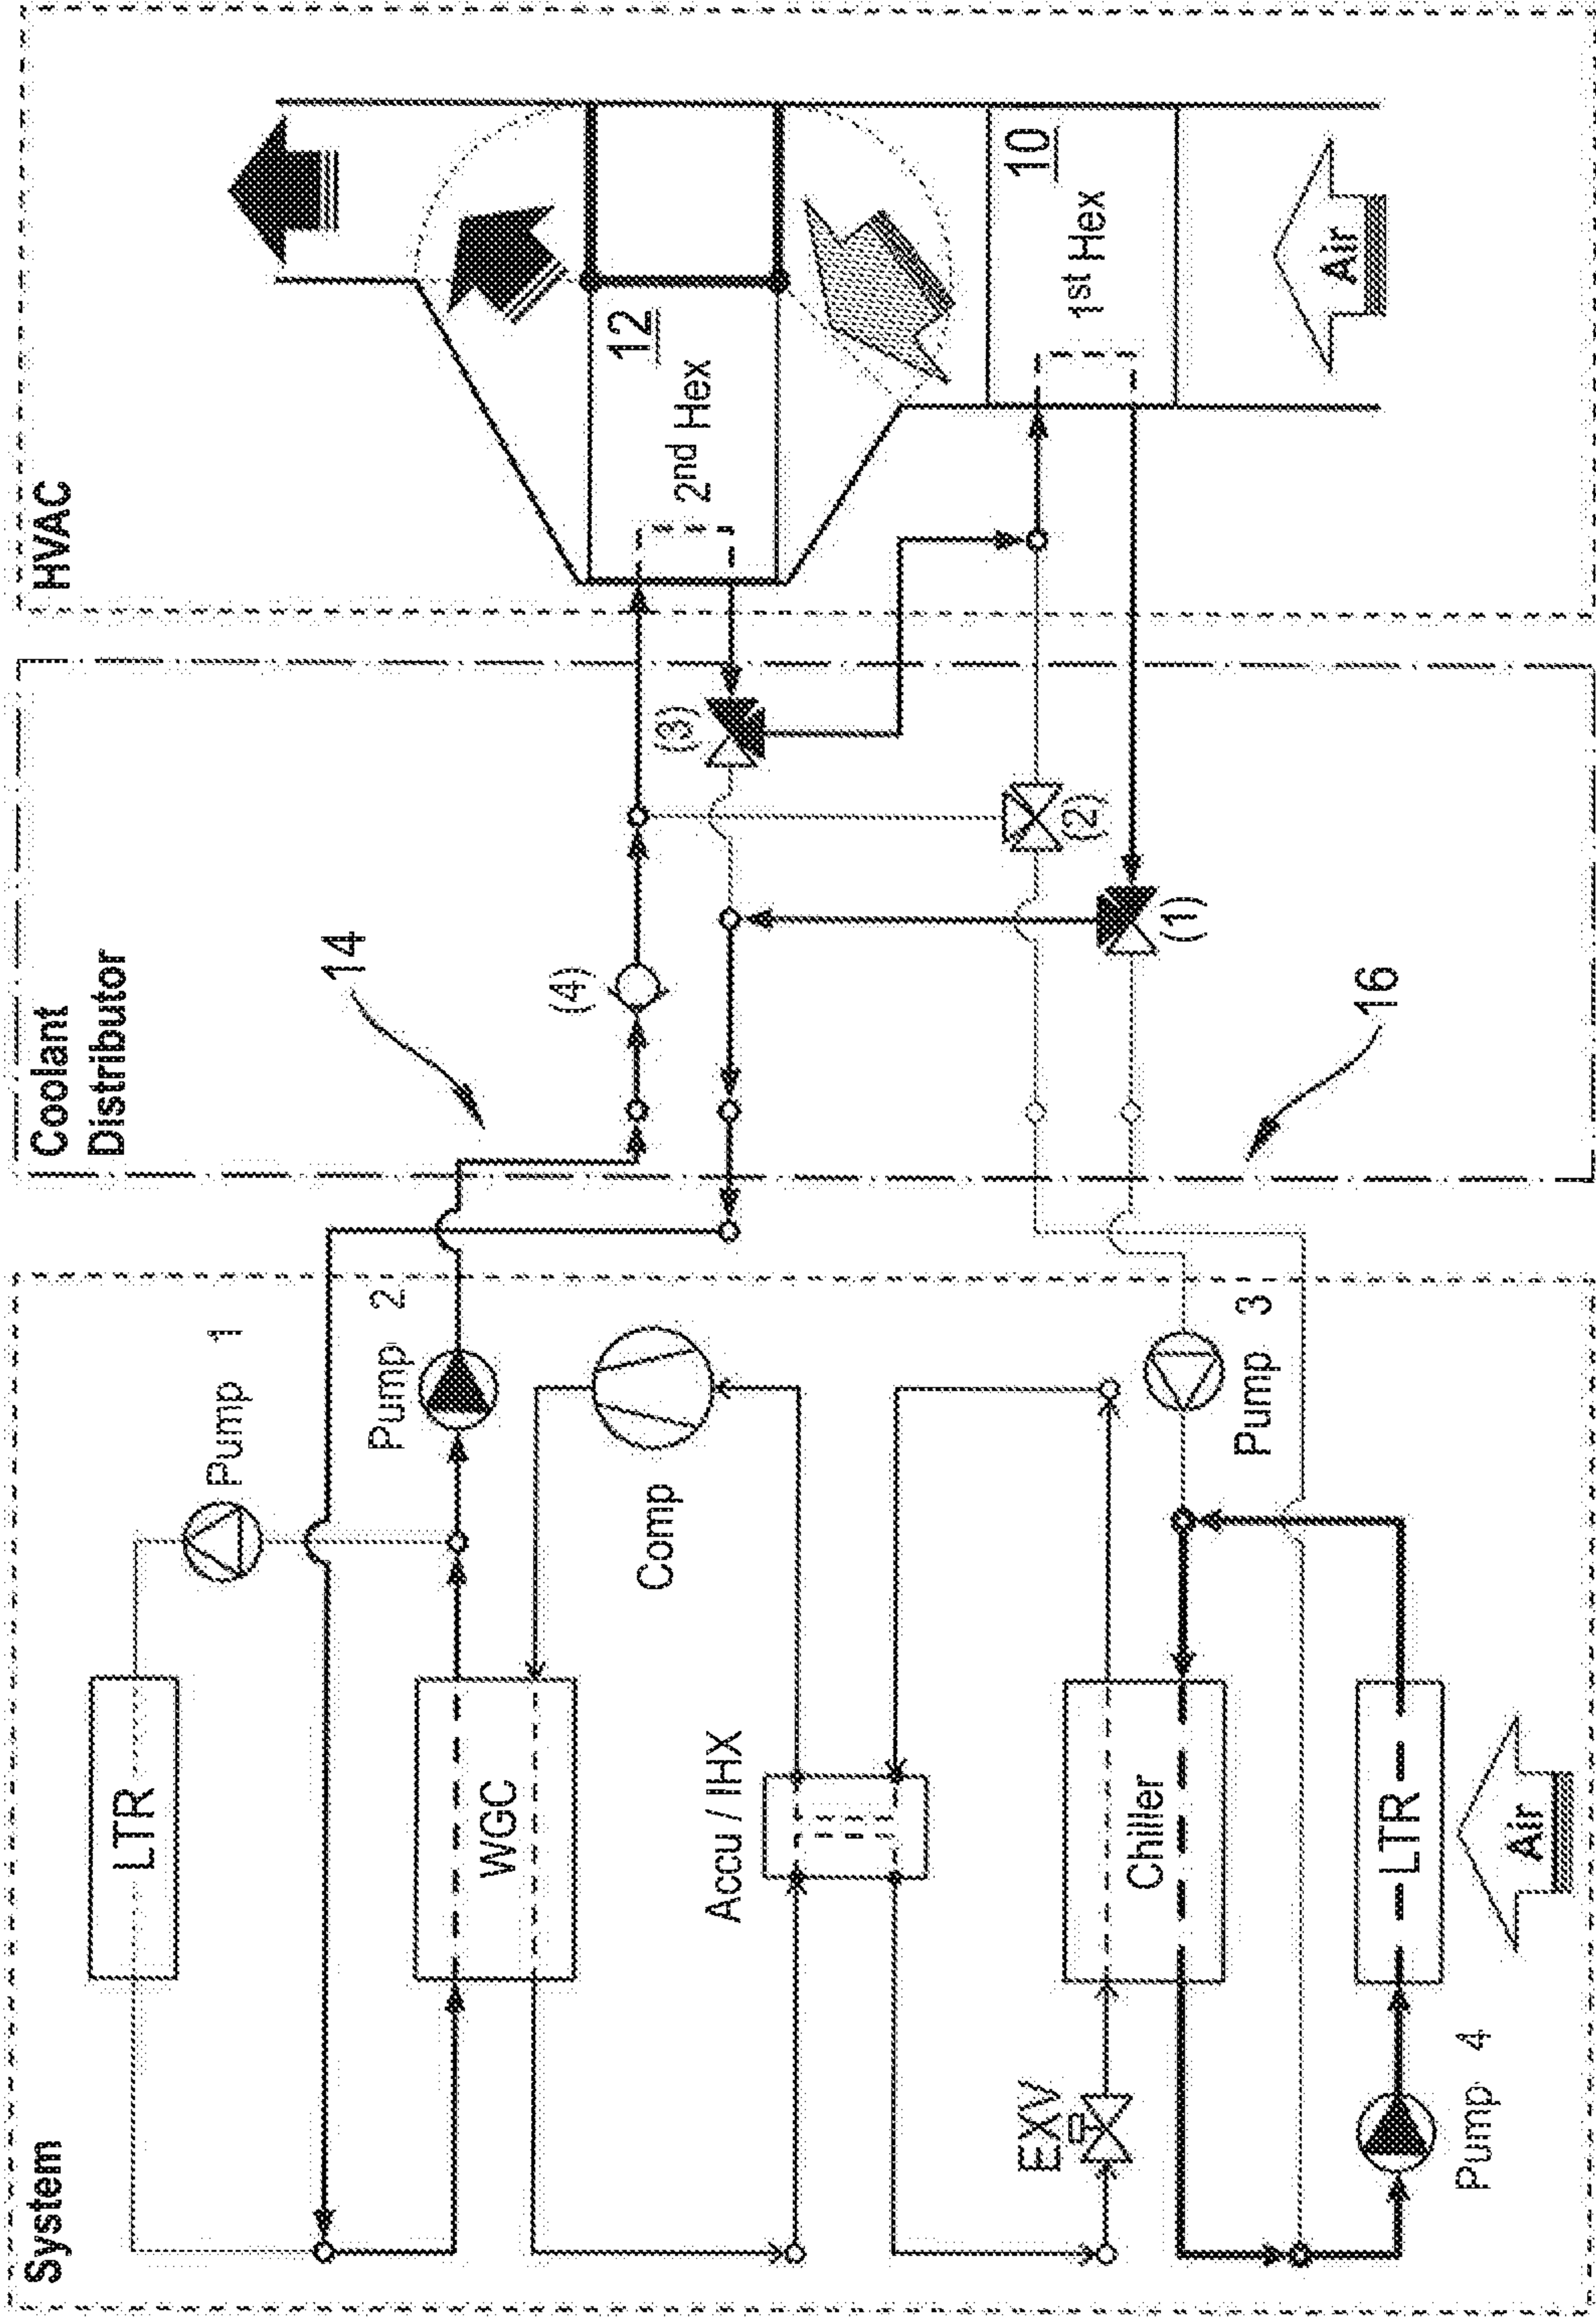 System
LTR
Pump 1
WGC
Pump 2
Comp
Accu / IHX
EXV
Chiller
Pump 3
LTR
Pump 4
Air
Coolant
Distributor
14
(4)
(3)
(2)
(1)
16
HVAC
12
2nd Hex
10
1st Hex
Air